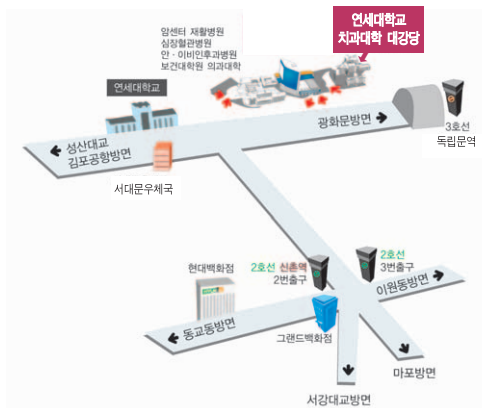 암센터 재활병원
심장혈관병원
안·이비인후과병원
보건대학원 의과대학
연세대학교
치과대학 대강당
연세대학교
광화문방면
3호선
독립문역
성산대교
김포공항방면
서대문우체국
2호선 신촌역
2번출구
2호선
3번출구
현대백화점
이원동방면
동교동방면
그랜드백화점
마포방면
서강대교방면